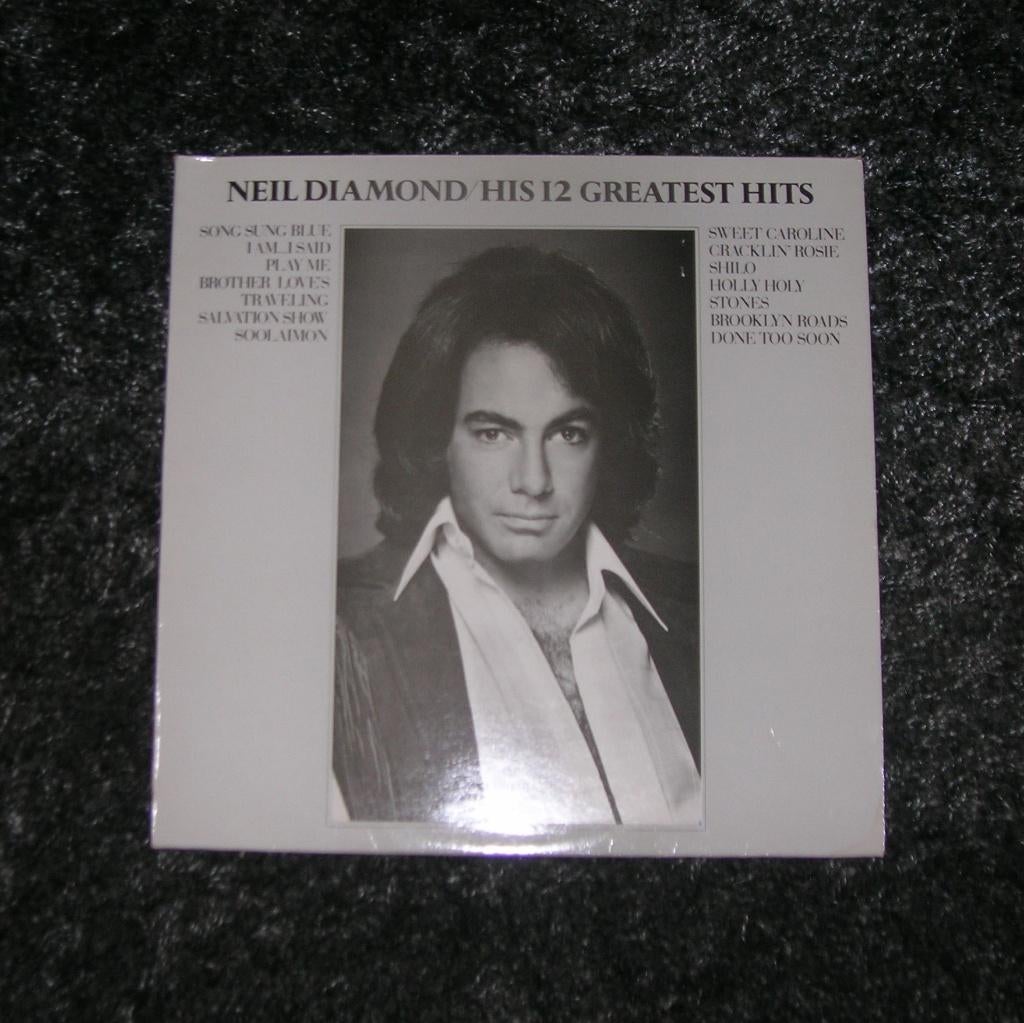 NEIL DIAMOND/HIS 12 GREATEST HITS
SONG SUNG BLUE
I AM...I SAID
PLAY ME
BROTHER LOVE'S
TRAVELING
SALVATION SHOW
SOOLAIMON
SWEET CAROLINE
CRACKLIN' ROSIE
SHILO
HOLLY HOLY
STONES
BROOKLYN ROADS
DONE TOO SOON